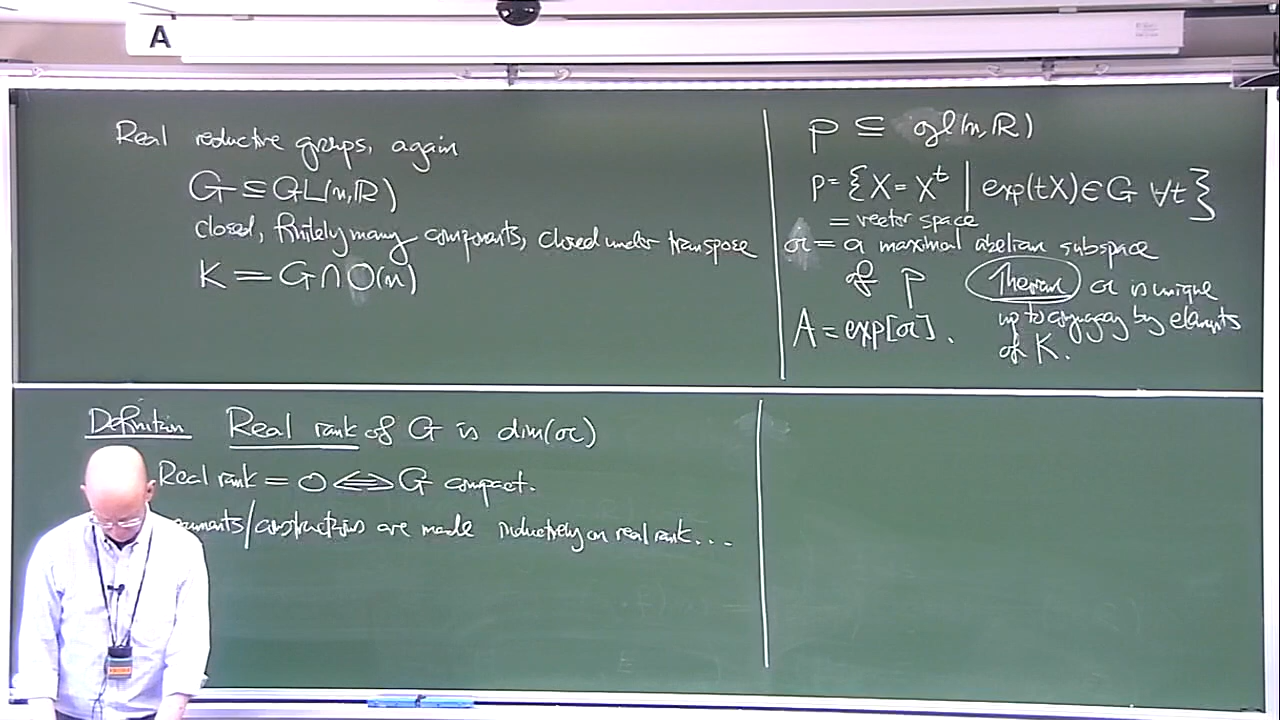 A
Real reductive groups, again
G ⊆ GL(n,ℝ)
closed, finitely many components, closed under transpose
K = G ∩ O(n)
p ⊆ gl(n,ℝ)
p = {X = Xᵗ | exp(tX) ∈ G ∀t}
= vector space
𝔞 = a maximal abelian subspace
of p
A = exp[𝔞].
Theorem 𝔞 is unique
up to conjugacy by elements
of K.
Definition Real rank of G is dim(𝔞)
Real rank = 0 ⟺ G compact.
/constructions are made inductively on real rank...